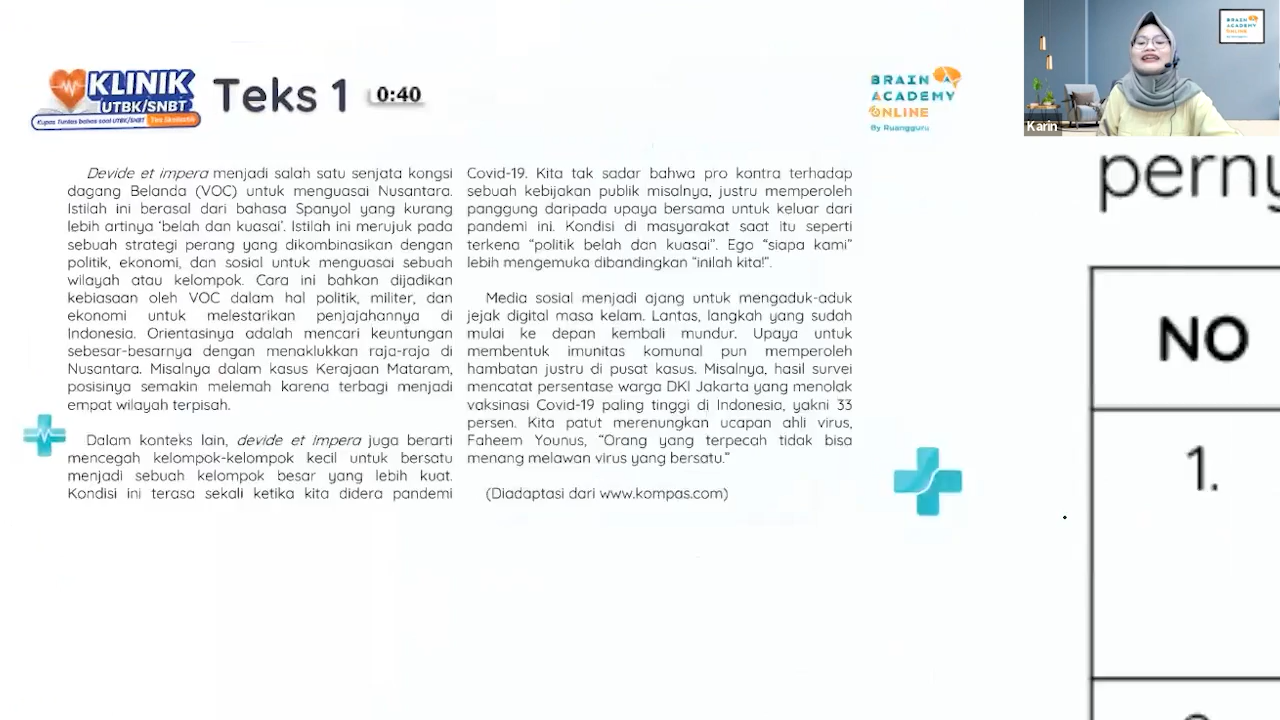 KLINIK
UTBK/SNBT
Teks 1
0:40
BRAIN
ACADEMY
ONLINE
By Ruangguru
BRAIN
ACADEMY
ONLINE
Karin
Devide et impera menjadi salah satu senjata kongsi
dagang Belanda (VOC) untuk menguasai Nusantara.
Istilah ini berasal dari bahasa Spanyol yang kurang
lebih artinya ‘belah dan kuasai’. Istilah ini merujuk pada
sebuah strategi perang yang dikombinasikan dengan
politik, ekonomi, dan sosial untuk menguasai sebuah
wilayah atau kelompok. Cara ini bahkan dijadikan
kebiasaan oleh VOC dalam hal politik, militer, dan
ekonomi untuk melestarikan penjajahannya di
Indonesia. Orientasinya adalah mencari keuntungan
sebesar-besarnya dengan menaklukkan raja-raja di
Nusantara. Misalnya dalam kasus Kerajaan Mataram,
posisinya semakin melemah karena terbagi menjadi
empat wilayah terpisah.
Dalam konteks lain, devide et impera juga berarti
mencegah kelompok-kelompok kecil untuk bersatu
menjadi sebuah kelompok besar yang lebih kuat.
Kondisi ini terasa sekali ketika kita didera pandemi
Covid-19. Kita tak sadar bahwa pro kontra terhadap
sebuah kebijakan publik misalnya, justru memperoleh
panggung daripada upaya bersama untuk keluar dari
pandemi ini. Kondisi di masyarakat saat itu seperti
terkena “politik belah dan kuasai”. Ego “siapa kami”
lebih mengemuka dibandingkan “inilah kita!”.
Media sosial menjadi ajang untuk mengaduk-aduk
jejak digital masa kelam. Lantas, langkah yang sudah
mulai ke depan kembali mundur. Upaya untuk
membentuk imunitas komunal pun memperoleh
hambatan justru di pusat kasus. Misalnya, hasil survei
mencatat persentase warga DKI Jakarta yang menolak
vaksinasi Covid-19 paling tinggi di Indonesia, yakni 33
persen. Kita patut merenungkan ucapan ahli virus,
Faheem Younus, “Orang yang terpecah tidak bisa
menang melawan virus yang bersatu.”
(Diadaptasi dari www.kompas.com)
NO
1.